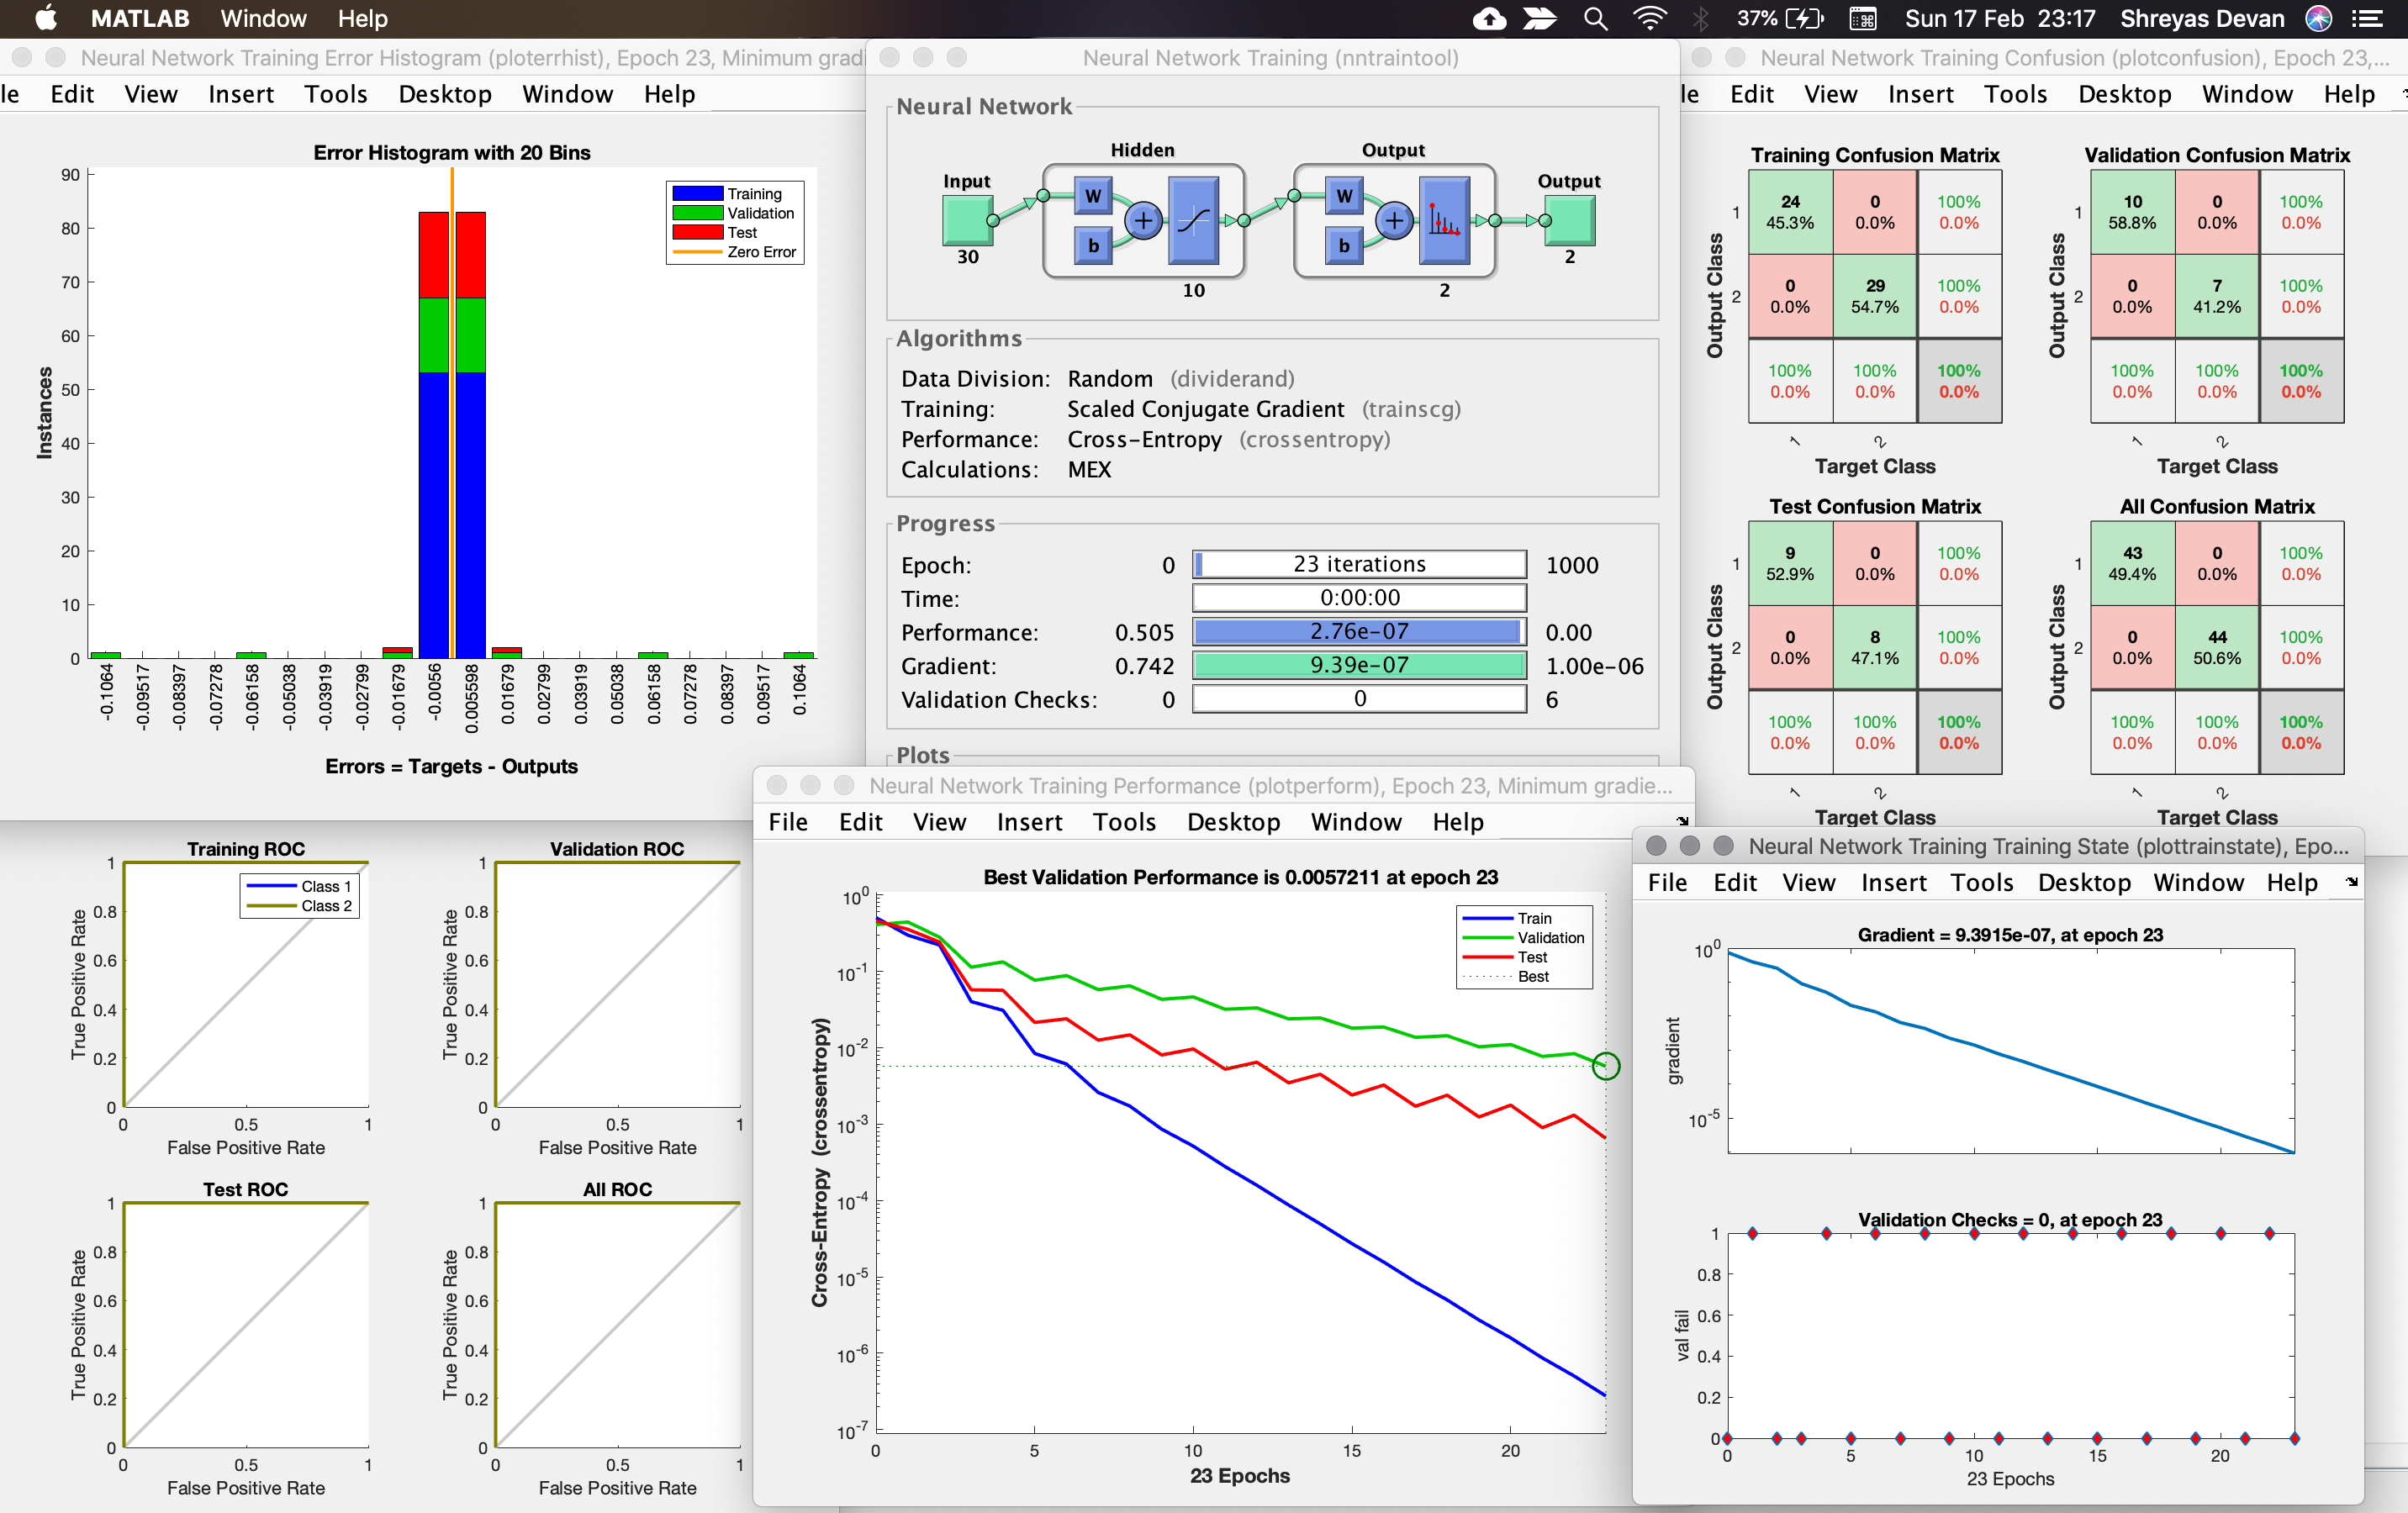 MATLAB Window Help
37% Sun 17 Feb 23:17 Shreyas Devan
Neural Network Training Error Histogram (ploterrhist), Epoch 23, Minimum gradi
le Edit View Insert Tools Desktop Window Help
Error Histogram with 20 Bins
Training
Validation
Test
Zero Error
90
80
70
60
50
40
30
20
10
0
Instances
-0.1064
-0.09517
-0.08397
-0.07278
-0.06158
-0.05038
-0.03919
-0.02799
-0.01679
-0.0056
0.005598
0.01679
0.02799
0.03919
0.05038
0.06158
0.07278
0.08397
0.09517
0.1064
Errors = Targets - Outputs
Neural Network Training (nntraintool)
Neural Network
Hidden
Output
Input
W
b
W
b
Output
30
10
2
2
Algorithms
Data Division: Random (dividerand)
Training: Scaled Conjugate Gradient (trainscg)
Performance: Cross-Entropy (crossentropy)
Calculations: MEX
Progress
Epoch: 0 23 iterations 1000
Time: 0:00:00
Performance: 0.505 2.76e-07 0.00
Gradient: 0.742 9.39e-07 1.00e-06
Validation Checks: 0 0 6
Plots
Neural Network Training Confusion (plotconfusion), Epoch 23,...
le Edit View Insert Tools Desktop Window Help
Training Confusion Matrix
Output Class
1 24 0 100%
45.3% 0.0% 0.0%
2 0 29 100%
0.0% 54.7% 0.0%
100% 100% 100%
0.0% 0.0% 0.0%
1 2
Target Class
Validation Confusion Matrix
Output Class
1 10 0 100%
58.8% 0.0% 0.0%
2 0 7 100%
0.0% 41.2% 0.0%
100% 100% 100%
0.0% 0.0% 0.0%
1 2
Target Class
Test Confusion Matrix
Output Class
1 9 0 100%
52.9% 0.0% 0.0%
2 0 8 100%
0.0% 47.1% 0.0%
100% 100% 100%
0.0% 0.0% 0.0%
1 2
Target Class
All Confusion Matrix
Output Class
1 43 0 100%
49.4% 0.0% 0.0%
2 0 44 100%
0.0% 50.6% 0.0%
100% 100% 100%
0.0% 0.0% 0.0%
1 2
Target Class
Training ROC
Class 1
Class 2
True Positive Rate
1
0.8
0.6
0.4
0.2
0
0 0.5 1
False Positive Rate
Validation ROC
True Positive Rate
1
0.8
0.6
0.4
0.2
0
0 0.5 1
False Positive Rate
Test ROC
True Positive Rate
1
0.8
0.6
0.4
0.2
0
0 0.5 1
False Positive Rate
All ROC
True Positive Rate
1
0.8
0.6
0.4
0.2
0
0 0.5 1
False Positive Rate
Neural Network Training Performance (plotperform), Epoch 23, Minimum gradie...
File Edit View Insert Tools Desktop Window Help
Best Validation Performance is 0.0057211 at epoch 23
Train
Validation
Test
Best
Cross-Entropy (crossentropy)
10^0
10^-1
10^-2
10^-3
10^-4
10^-5
10^-6
10^-7
0 5 10 15 20
23 Epochs
Neural Network Training Training State (plottrainstate), Epo...
File Edit View Insert Tools Desktop Window Help
Gradient = 9.3915e-07, at epoch 23
10^0
10^-5
gradient
Validation Checks = 0, at epoch 23
1
0.8
0.6
0.4
0.2
0
val fail
0 5 10 15 20
23 Epochs